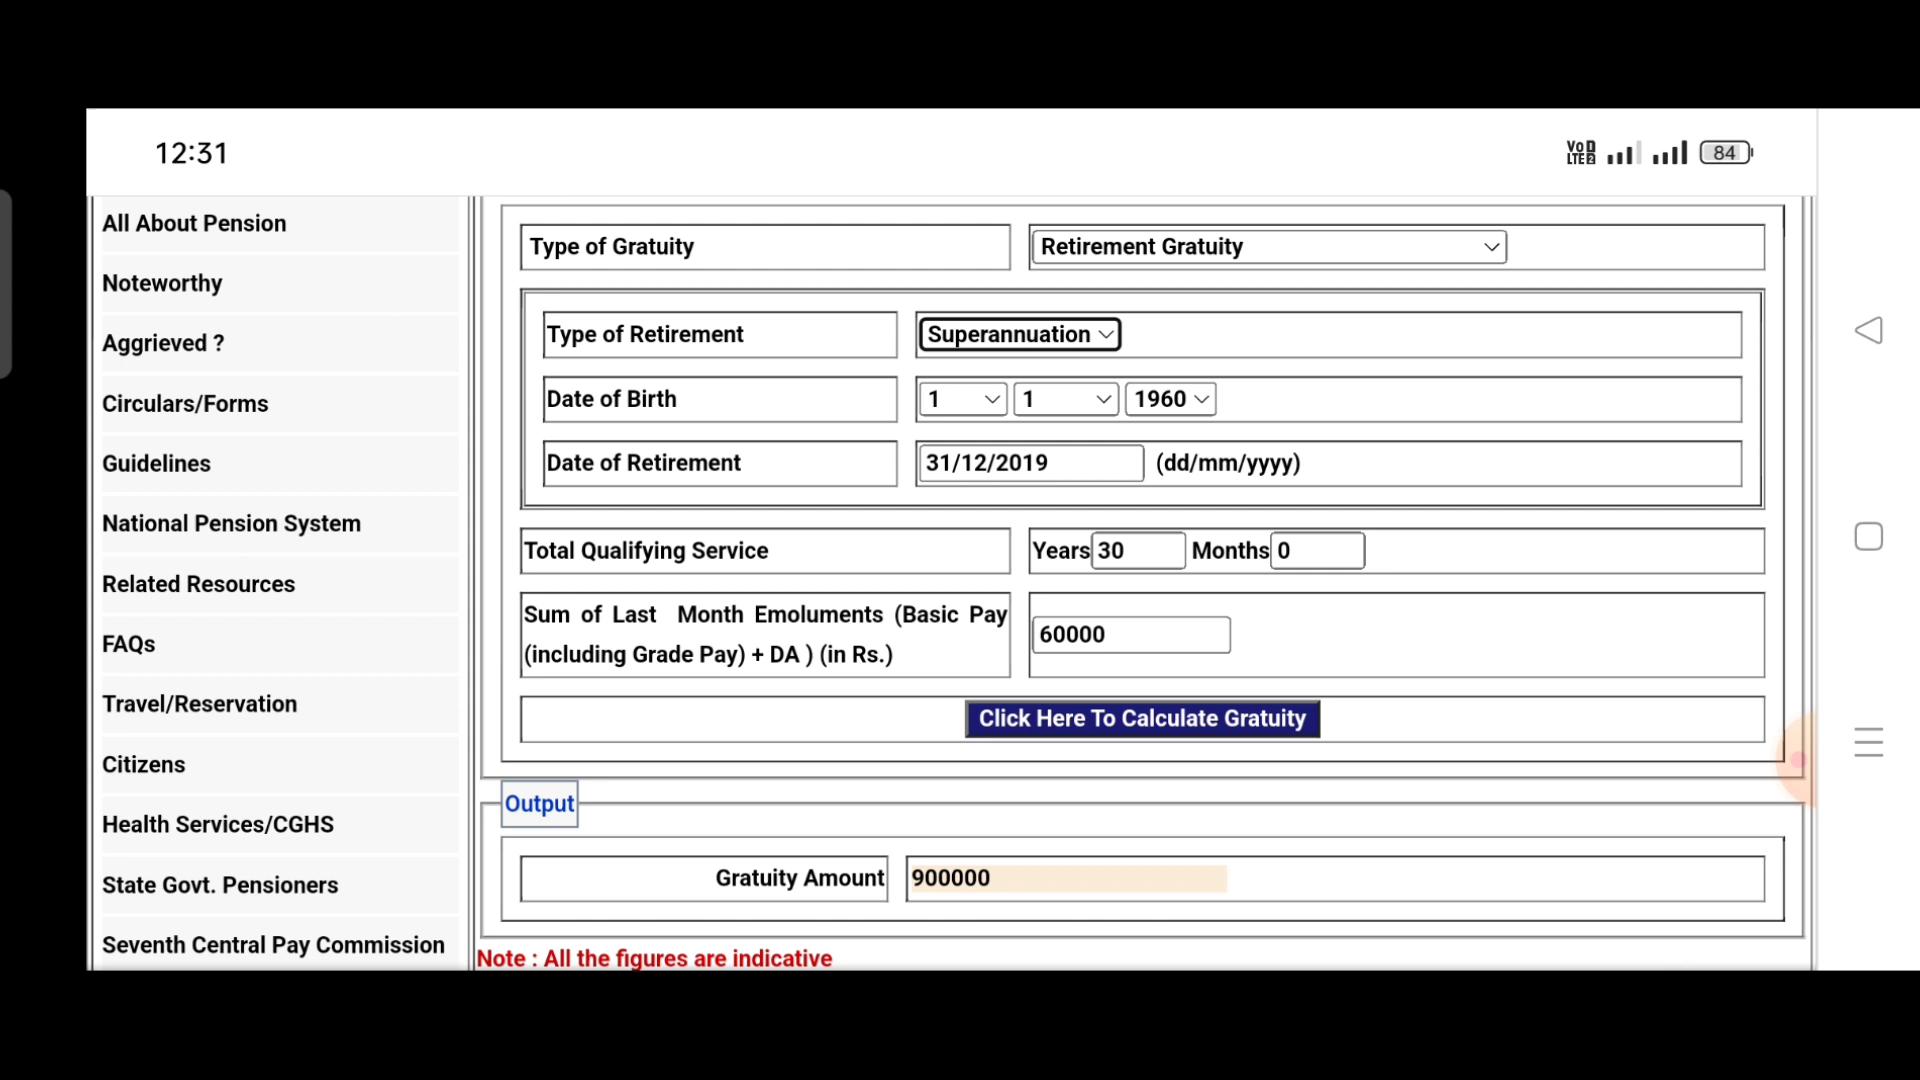 12:31
Vo
LTE
84
All About Pension
Noteworthy
Aggrieved ?
Circulars/Forms
Guidelines
National Pension System
Related Resources
FAQs
Travel/Reservation
Citizens
Health Services/CGHS
State Govt. Pensioners
Seventh Central Pay Commission
Type of Gratuity Retirement Gratuity
Type of Retirement Superannuation
Date of Birth 1 1 1960
Date of Retirement 31/12/2019 (dd/mm/yyyy)
Total Qualifying Service Years 30 Months 0
Sum of Last Month Emoluments (Basic Pay
(including Grade Pay) + DA ) (in Rs.)
60000
Click Here To Calculate Gratuity
Output
Gratuity Amount 900000
Note : All the figures are indicative